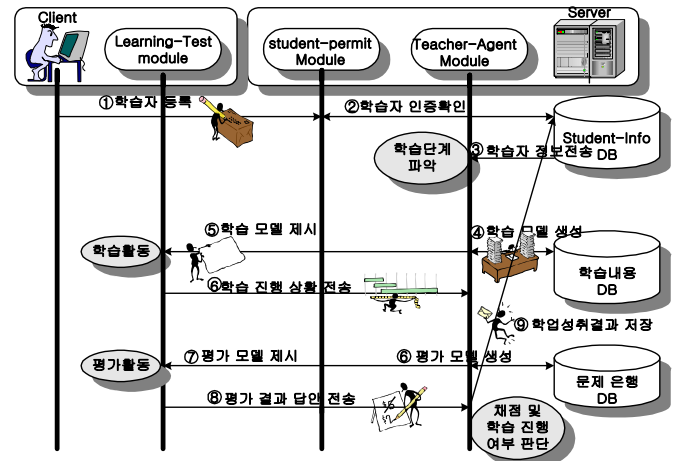 Client
Server
Learning-Test
module
student-permit
Module
Teacher-Agent
Module
①학습자 등록
②학습자 인증확인
Student-Info
DB
학습단계
파악
③학습자 정보전송
⑤학습 모델 제시
④학습 모델 생성
학습활동
학습내용
DB
⑥학습 진행 상황 전송
⑨학업성취결과 저장
⑦평가 모델 제시
⑥ 평가 모델 생성
평가활동
문제 은행
DB
⑧평가 결과 답안 전송
채점 및
학습 진행
여부 판단